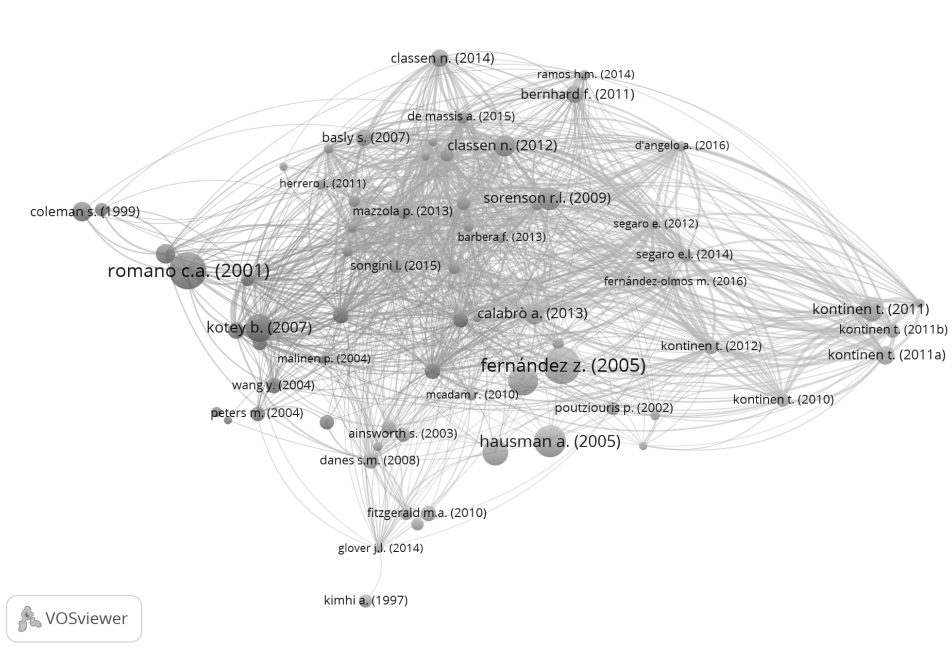 classen n. (2014)
ramos h.m. (2014)
bernhard f. (2011)
de massis a. (2015)
basly s. (2007)
classen n. (2012)
d'angelo a. (2016)
herrero i. (2011)
sorenson r.l. (2009)
coleman s. (1999)
mazzola p. (2013)
segaro e. (2012)
barbera f. (2013)
segaro e.l. (2014)
songini l. (2015)
romano c.a. (2001)
fernández-olmos m. (2016)
kontinen t. (2011)
calabrò a. (2013)
kotey b. (2007)
kontinen t. (2011b)
kontinen t. (2012)
kontinen t. (2011a)
malinen p. (2004)
fernández z. (2005)
wang y. (2004)
mcadam r. (2010)
kontinen t. (2010)
poutziouris p. (2002)
peters m. (2004)
ainsworth s. (2003)
hausman a. (2005)
danes s.m. (2008)
fitzgerald m.a. (2010)
glover j.l. (2014)
kimhi a. (1997)
VOSviewer